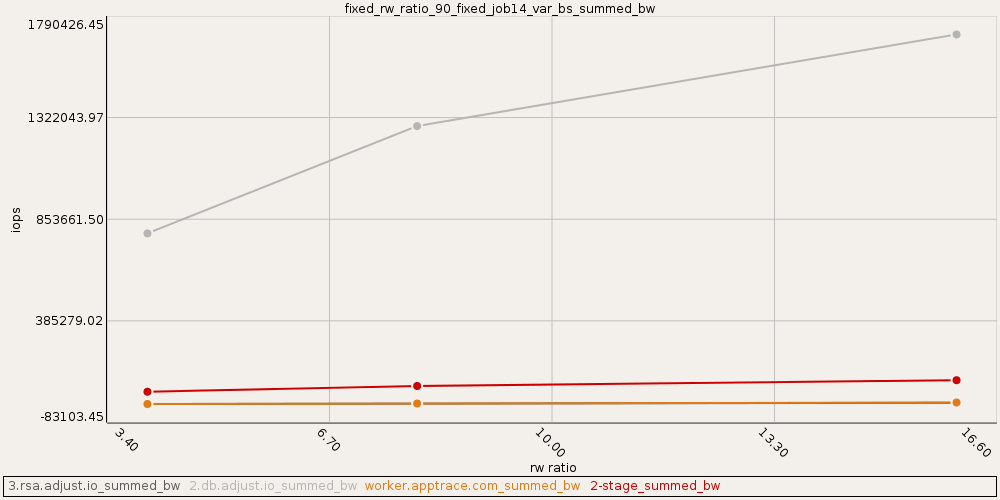 fixed_rw_ratio_90_fixed_job14_var_bs_summed_bw
1790426.45
1322043.97
853661.50
385279.02
-83103.45
iops
3.40
6.70
10.00
13.30
16.60
rw ratio
3.rsa.adjust.io_summed_bw 2.db.adjust.io_summed_bw worker.apptrace.com_summed_bw 2-stage_summed_bw